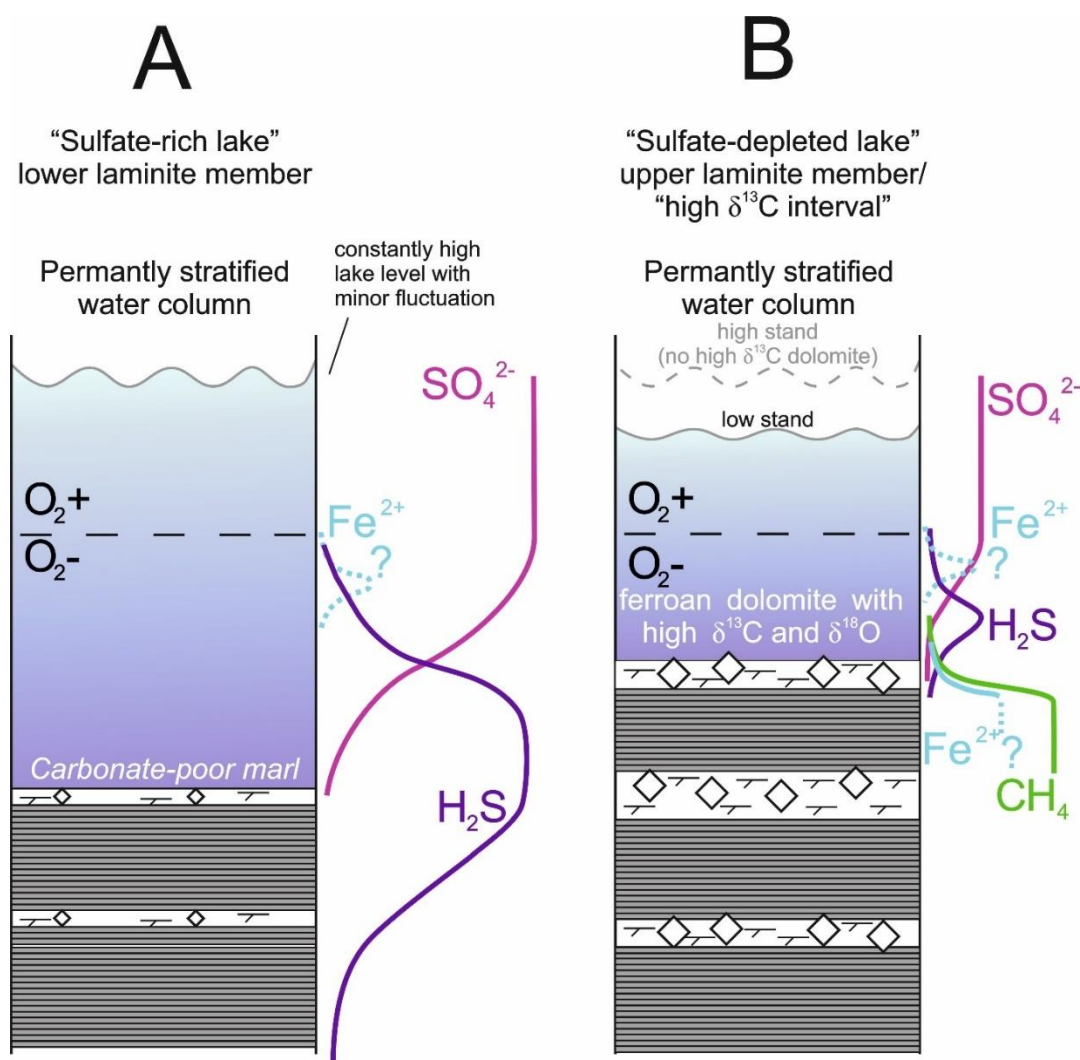 A
“Sulfate-rich lake”
lower laminite member
Permantly stratified
water column
constantly high
lake level with
minor fluctuation
SO₄²⁻
O₂+
O₂-
Fe²⁺
?
Carbonate-poor marl
H₂S
B
“Sulfate-depleted lake”
upper laminite member/
“high δ¹³C interval”
Permantly stratified
water column
high stand
(no high δ¹³C dolomite)
low stand
SO₄²⁻
O₂+
O₂-
Fe²⁺
?
ferroan dolomite with
high δ¹³C and δ¹⁸O
H₂S
Fe²⁺?
CH₄